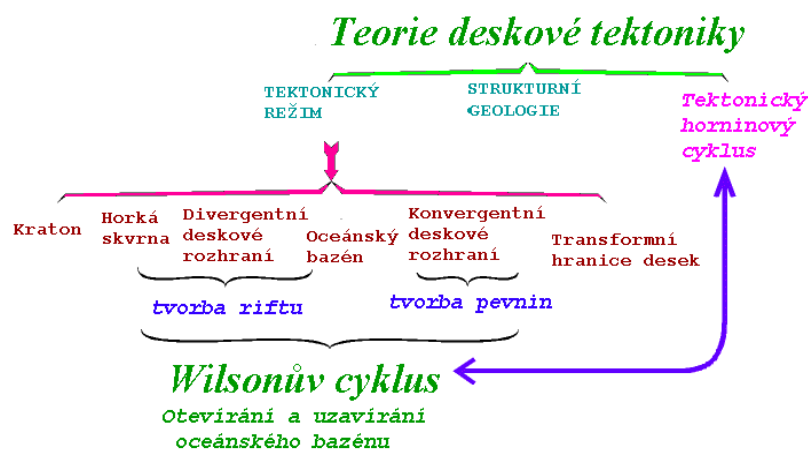 Teorie deskové tektoniky
TEKTONICKÝ
REŽIM
STRUKTURNÍ
GEOLOGIE
Tektonický
horninový
cyklus
Kraton
Horká
skvrna
Divergentní
deskové
rozhraní
Oceánský
bazén
Konvergentní
deskové
rozhraní
Transformní
hranice desek
tvorba riftu
tvorba pevnin
Wilsonův cyklus
Otevírání a uzavírání
oceánského bazénu